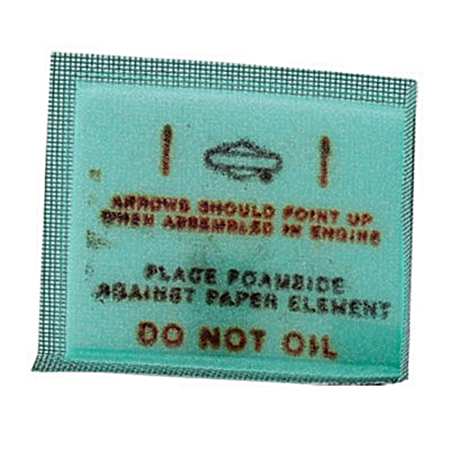 ARROWS SHOULD POINT UP
WHEN ASSEMBLED IN ENGINE
PLACE FOAMSIDE
AGAINST PAPER ELEMENT
DO NOT OIL